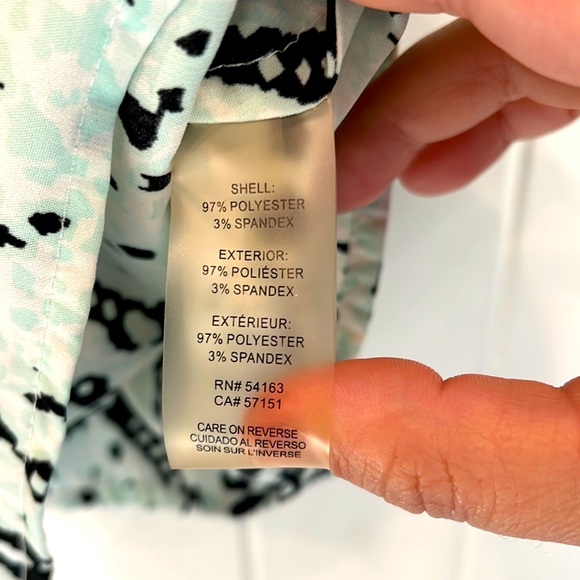 SHELL:
97% POLYESTER
3% SPANDEX
EXTERIOR:
97% POLIÉSTER
3% SPANDEX
EXTÉRIEUR:
97% POLYESTER
3% SPANDEX
RN# 54163
CA# 57151
CARE ON REVERSE
CUIDADO AL REVERSO
SOIN SUR L'INVERSE